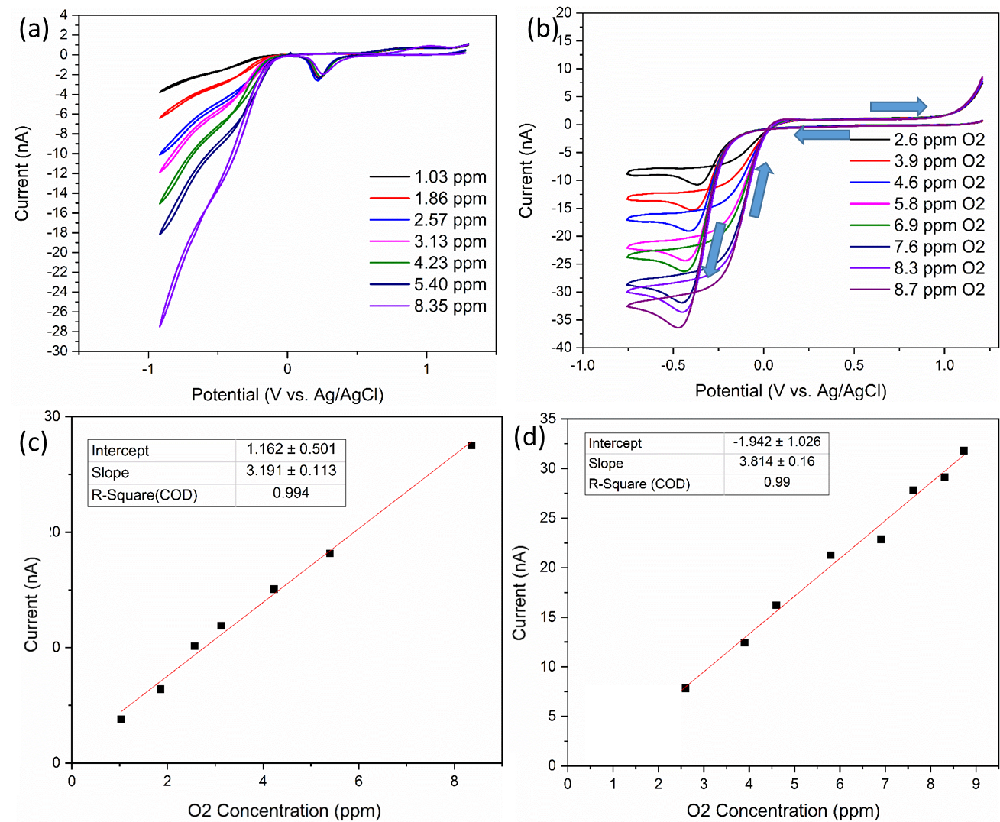 (a)
4
2
0
-2
-4
-6
-8
-10
-12
-14
-16
-18
-20
-22
-24
-26
-28
-30
Current (nA)
1.03 ppm
1.86 ppm
2.57 ppm
3.13 ppm
4.23 ppm
5.40 ppm
8.35 ppm
-1
0
1
Potential (V vs. Ag/AgCl)
(b)
20
15
10
5
0
-5
-10
-15
-20
-25
-30
-35
-40
Current (nA)
2.6 ppm O2
3.9 ppm O2
4.6 ppm O2
5.8 ppm O2
6.9 ppm O2
7.6 ppm O2
8.3 ppm O2
8.7 ppm O2
-1.0
-0.5
0.0
0.5
1.0
Potential (V vs. Ag/AgCl)
(c)
30
0
0
0
Current (nA)
Intercept 1.162 ± 0.501
Slope 3.191 ± 0.113
R-Square(COD) 0.994
0
2
4
6
8
O2 Concentration (ppm)
(d)
35
30
25
20
15
10
5
0
Current (nA)
Intercept -1.942 ± 1.026
Slope 3.814 ± 0.16
R-Square (COD) 0.99
0
1
2
3
4
5
6
7
8
9
O2 Concentration (ppm)